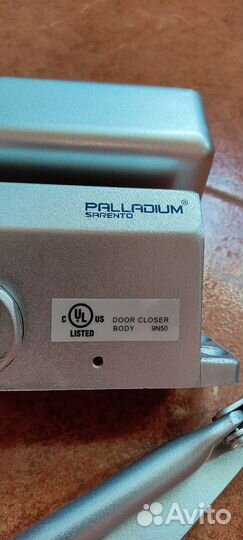 PALLADIUM®
SARENTO
C UL US
LISTED
DOOR CLOSER
BODY 9N50
Avito